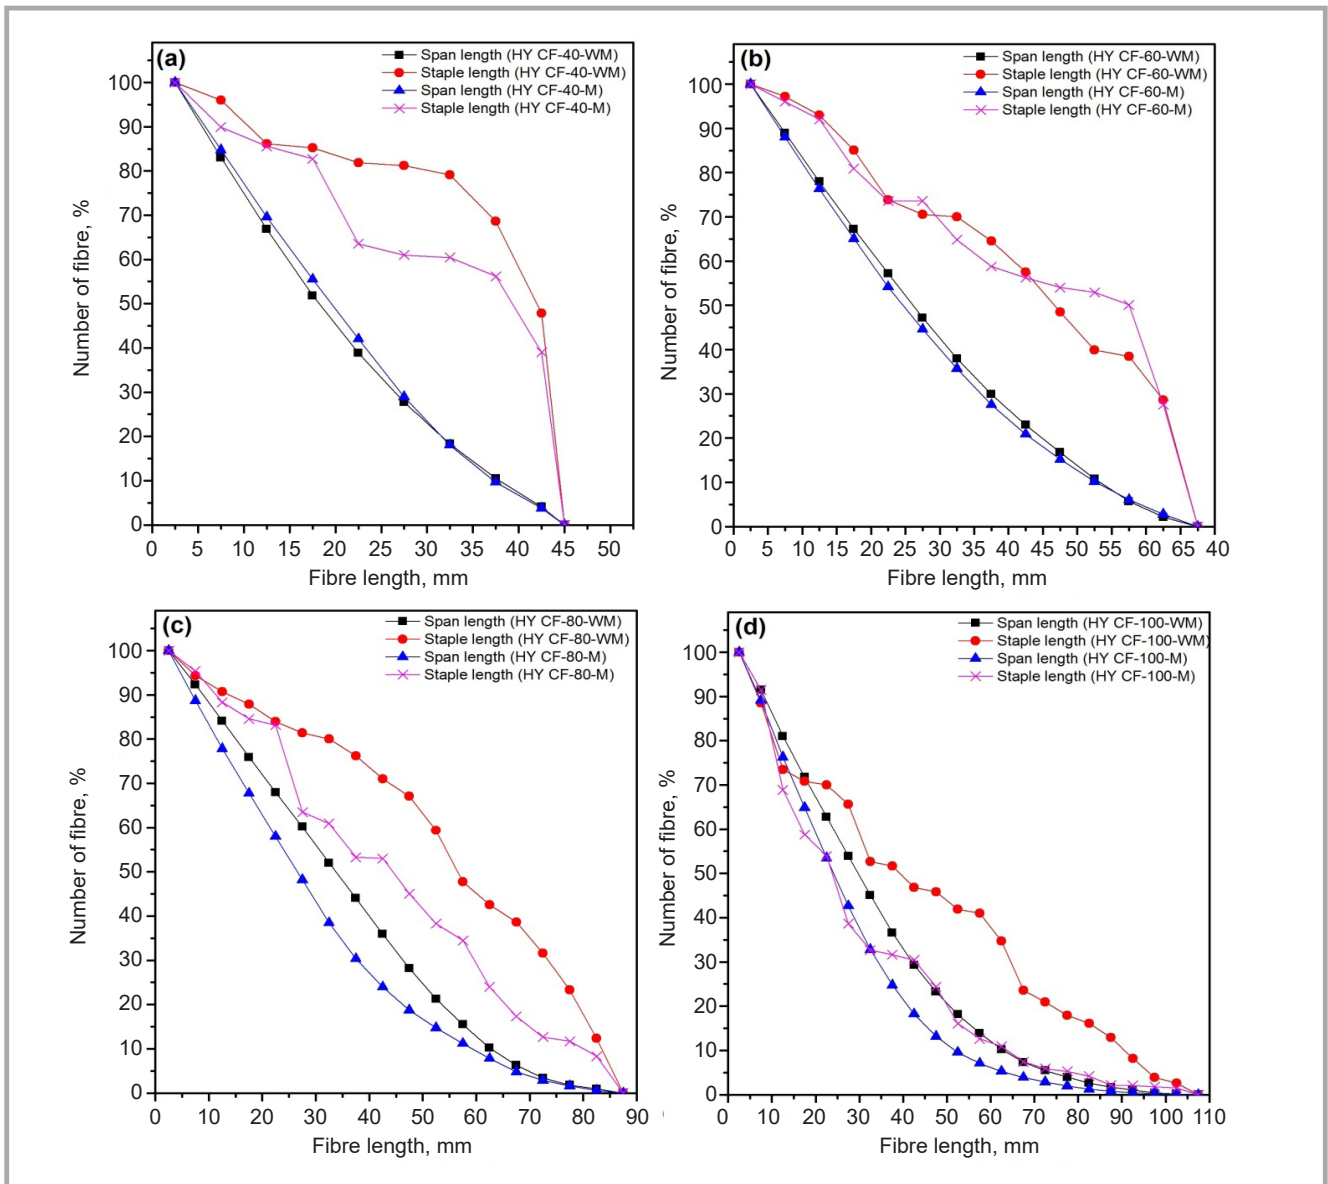 (a)
Span length (HY CF-40-WM)
Staple length (HY CF-40-WM)
Span length (HY CF-40-M)
Staple length (HY CF-40-M)
100
90
80
70
60
50
40
30
20
10
0
Number of fibre, %
0 5 10 15 20 25 30 35 40 45 50
Fibre length, mm
(b)
Span length (HY CF-60-WM)
Staple length (HY CF-60-WM)
Span length (HY CF-60-M)
Staple length (HY CF-60-M)
100
90
80
70
60
50
40
30
20
10
0
Number of fibre, %
0 5 10 15 20 25 30 35 40 45 50 55 60 65 40
Fibre length, mm
(c)
Span length (HY CF-80-WM)
Staple length (HY CF-80-WM)
Span length (HY CF-80-M)
Staple length (HY CF-80-M)
100
90
80
70
60
50
40
30
20
10
0
Number of fibre, %
0 10 20 30 40 50 60 70 80 90
Fibre length, mm
(d)
Span length (HY CF-100-WM)
Staple length (HY CF-100-WM)
Span length (HY CF-100-M)
Staple length (HY CF-100-M)
100
90
80
70
60
50
40
30
20
10
0
Number of fibre, %
0 10 20 30 40 50 60 70 80 90 100 110
Fibre length, mm